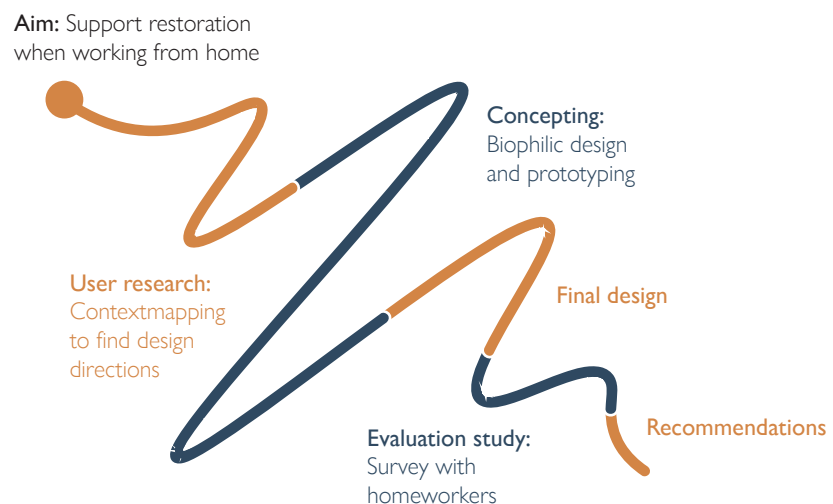 Aim: Support restoration
when working from home
Concepting:
Biophilic design
and prototyping
User research:
Contextmapping
to find design
directions
Final design
Evaluation study:
Survey with
homeworkers
Recommendations